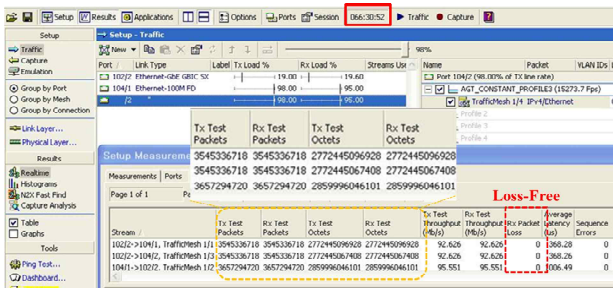 Setup Results Applications Options Ports Session 066:30:52 Traffic Capture
Setup
Traffic
Capture
Emulation
Group by Port
Group by Mesh
Group by Connection
Link Layer...
Physical Layer...
Results
Realtime
Histograms
N2X Fast Find
Capture Analysis
Table
Graphs
Tools
Ping Test...
Dashboard...
Setup - Traffic
New 98%
Port / Link Type Label Tx Load % Rx Load % Streams Use
102/2 Ethernet-GbE GBIC SX 19.00 19.60
104/1 Ethernet-100M FD 98.00 95.00
/2 " 98.00 95.00
Name Packet VLAN IDs
Port 104/2 (98.00% of TX line rate)
AGT_CONSTANT_PROFILE3 (15273.7 Fps)
TrafficMesh 1/4 IPv4/Ethernet
Profile 2
Profile 3
Profile 4
Tx Test Packets Rx Test Packets Tx Test Octets Rx Test Octets
3545336718 3545336718 2772445096928 2772445096928
3545336718 3545336718 2772445067408 2772445067408
3657294720 3657294720 2859996046101 2859996046101
Setup Measurem
Measurements Ports
Page 1 of 1
Loss-Free
Stream / Tx Test Packets Rx Test Packets Tx Test Octets Rx Test Octets Tx Test Throughput (Mb/s) Rx Test Throughput (Mb/s) Rx Packet Loss Average Latency (us) Sequence Errors
102/2->104/1, TrafficMesh 1/1 3545336718 3545336718 2772445096928 2772445096928 92.626 92.626 0 368.28 0
102/2->104/2, TrafficMesh 1/3 3545336718 3545336718 2772445067408 2772445067408 92.626 92.626 0 368.28 0
104/1->102/2, TrafficMesh 1/2 3657294720 3657294720 2859996046101 2859996046101 95.551 95.551 0 006.49 0